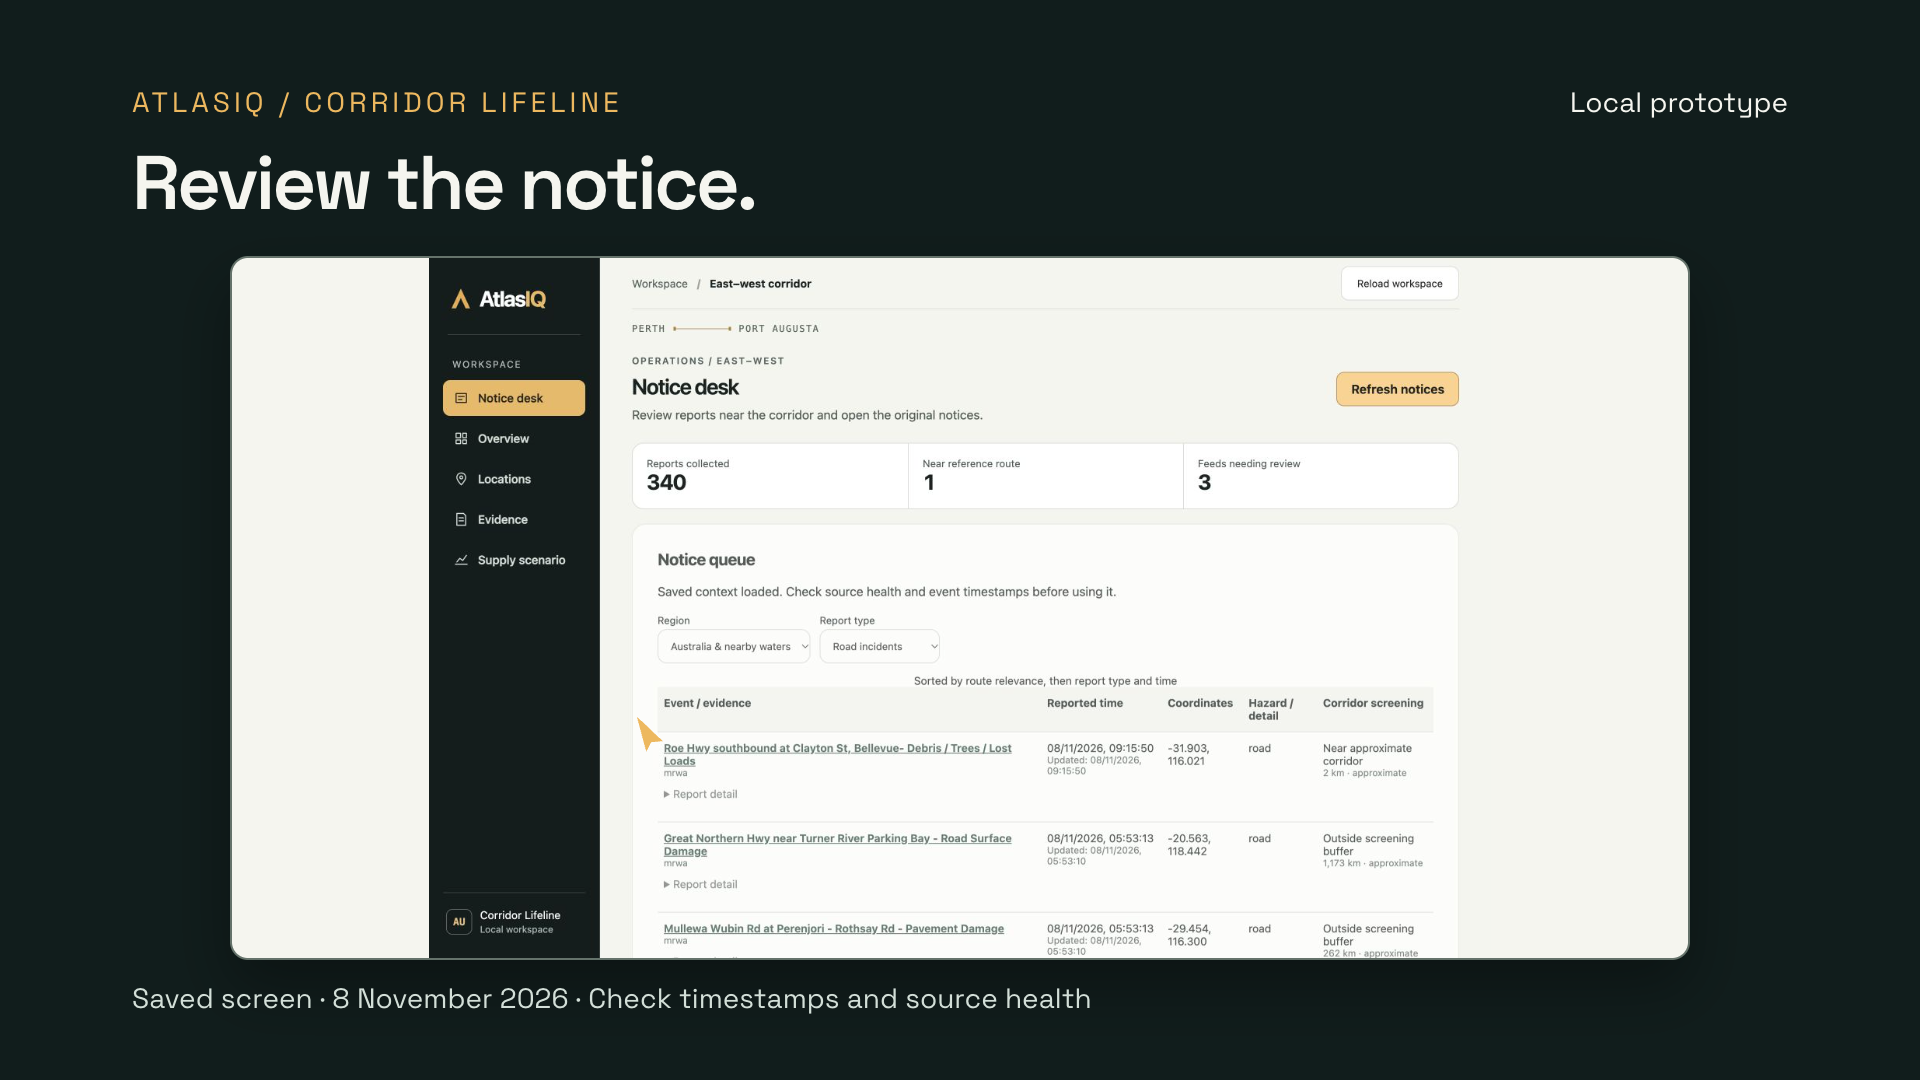 ATLASIQ / CORRIDOR LIFELINE
Local prototype
Review the notice.
AtlasIQ
WORKSPACE
Notice desk
Overview
Locations
Evidence
Supply scenario
AU
Corridor Lifeline
Local workspace
Workspace / East–west corridor
Reload workspace
PERTH PORT AUGUSTA
OPERATIONS / EAST–WEST
Notice desk
Refresh notices
Review reports near the corridor and open the original notices.
Reports collected
340
Near reference route
1
Feeds needing review
3
Notice queue
Saved context loaded. Check source health and event timestamps before using it.
Region
Australia & nearby waters
Report type
Road incidents
Sorted by route relevance, then report type and time
Event / evidence
Reported time
Coordinates
Hazard /
detail
Corridor screening
Roe Hwy southbound at Clayton St, Bellevue- Debris / Trees / Lost
Loads
mrwa
Report detail
08/11/2026, 09:15:50
Updated: 08/11/2026,
09:15:50
-31.903,
116.021
road
Near approximate
corridor
2 km · approximate
Great Northern Hwy near Turner River Parking Bay - Road Surface
Damage
mrwa
Report detail
08/11/2026, 05:53:13
Updated: 08/11/2026,
05:53:10
-20.563,
118.442
road
Outside screening
buffer
1,173 km · approximate
Mullewa Wubin Rd at Perenjori - Rothsay Rd - Pavement Damage
mrwa
08/11/2026, 05:53:13
Updated: 08/11/2026,
05:53:10
-29.454,
116.300
road
Outside screening
buffer
262 km · approximate
Saved screen · 8 November 2026 · Check timestamps and source health